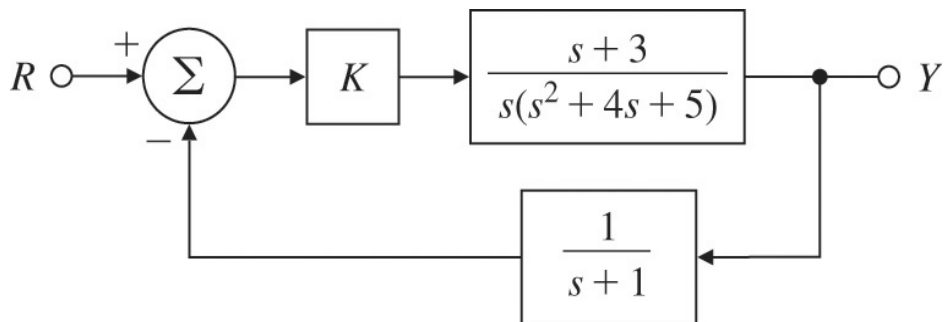 R
+
−
Σ
K
s + 3
s(s² + 4s + 5)
Y
1
s + 1